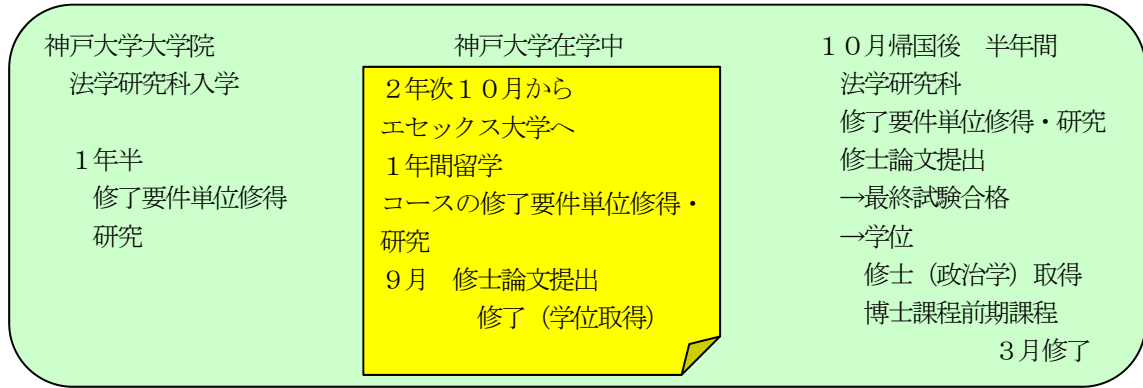 神戸大学大学院
法学研究科入学
１年半
修了要件単位修得
研究
神戸大学在学中
２年次１０月から
エセックス大学へ
１年間留学
コースの修了要件単位修得・
研究
９月　修士論文提出
修了（学位取得）
１０月帰国後　半年間
法学研究科
修了要件単位修得・研究
修士論文提出
→最終試験合格
→学位
修士（政治学）取得
博士課程前期課程
３月修了